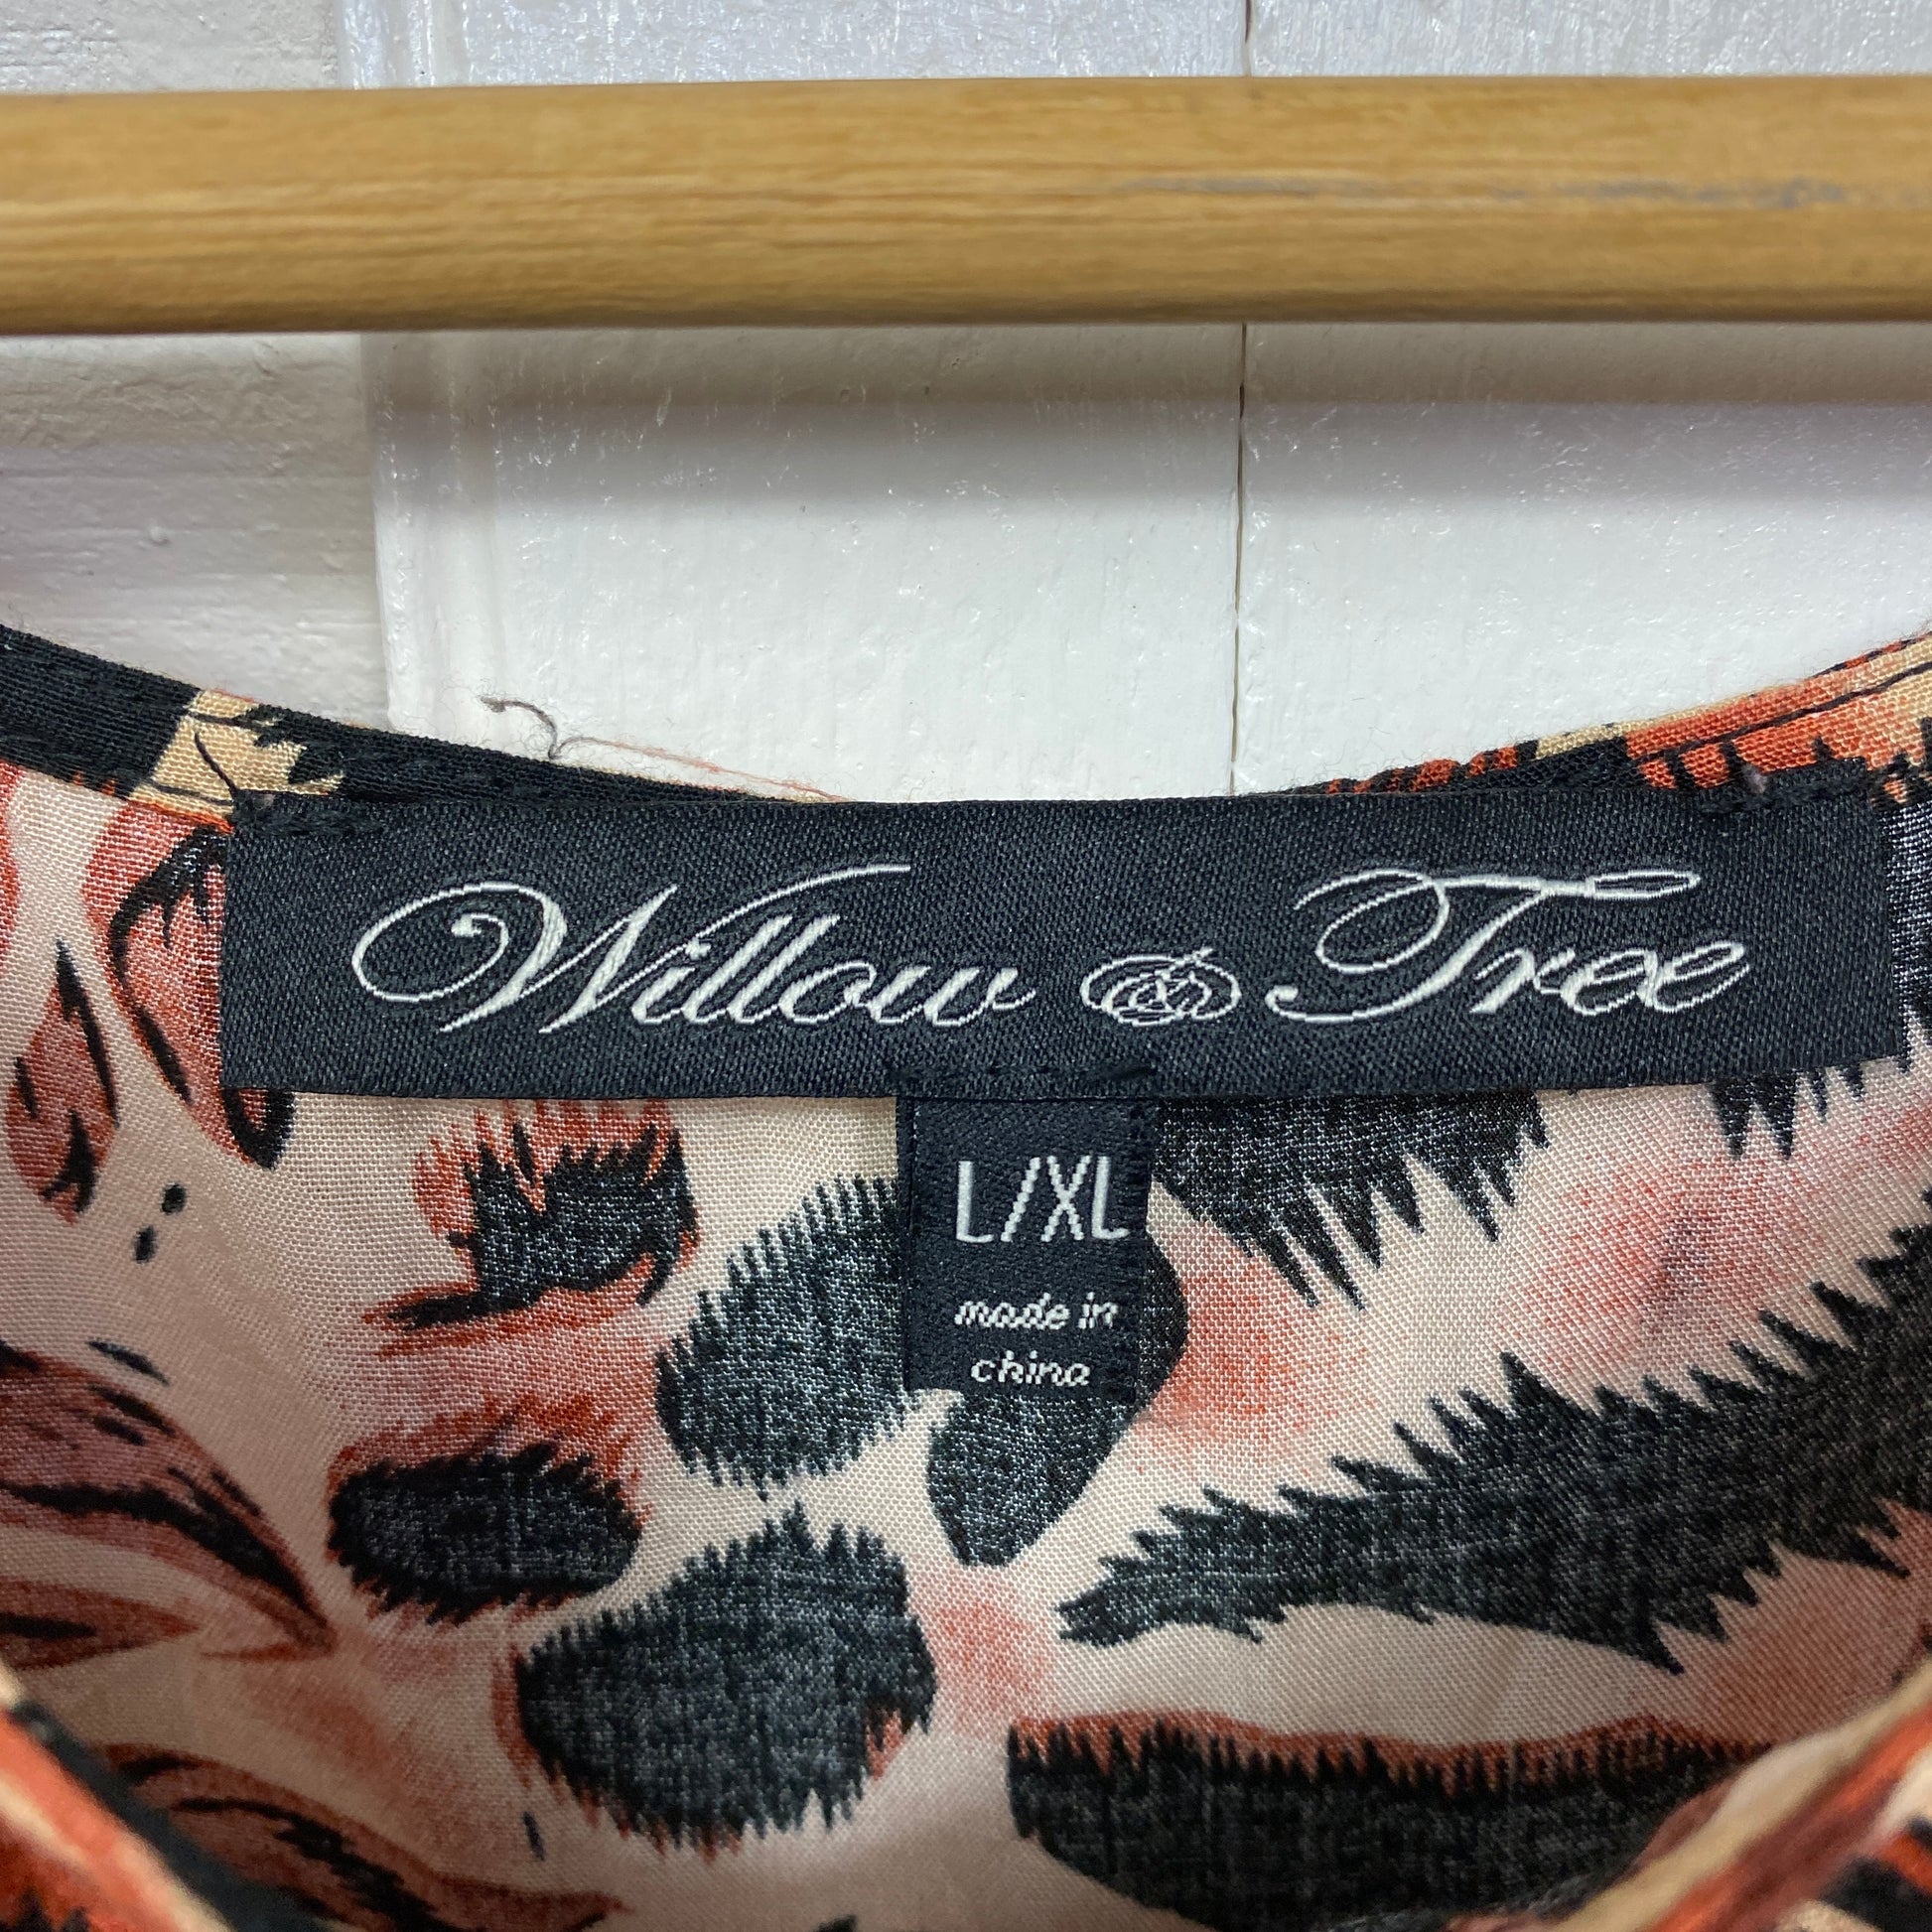 Willow & Tree
L/XL
made in
china